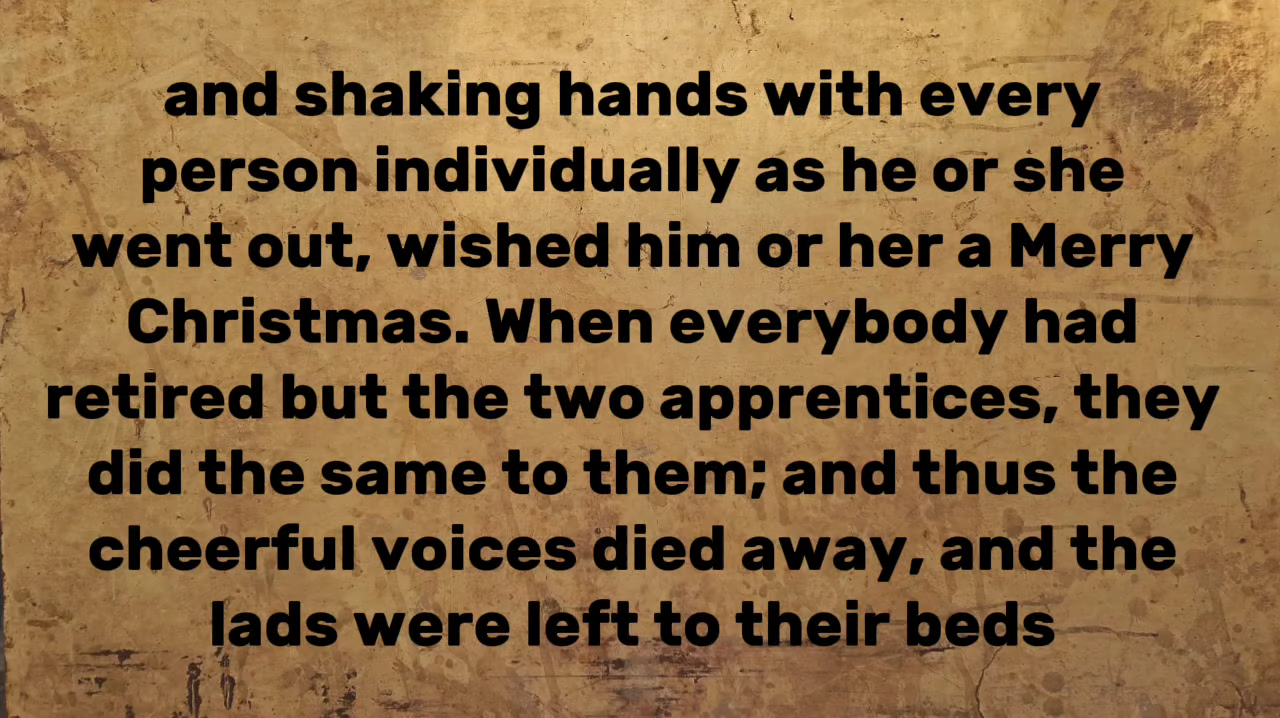 and shaking hands with every
person individually as he or she
went out, wished him or her a Merry
Christmas. When everybody had
retired but the two apprentices, they
did the same to them; and thus the
cheerful voices died away, and the
lads were left to their beds